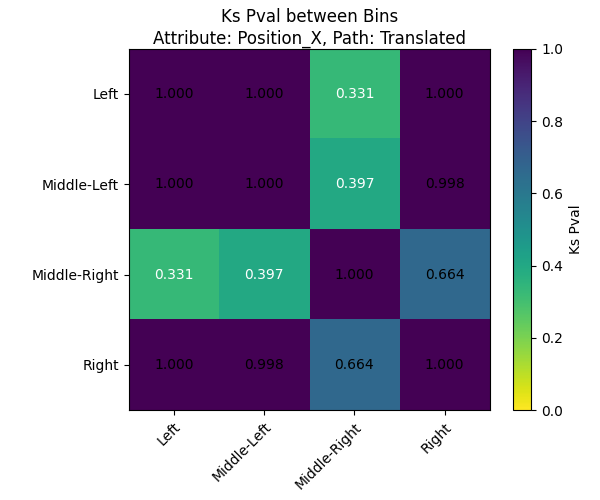 Ks Pval between Bins
Attribute: Position_X, Path: Translated
Left 1.000 1.000 0.331 1.000
Middle-Left 1.000 1.000 0.397 0.998
Middle-Right 0.331 0.397 1.000 0.664
Right 1.000 0.998 0.664 1.000
Left
Middle-Left
Middle-Right
Right
1.0
0.8
0.6
0.4
0.2
0.0
Ks Pval